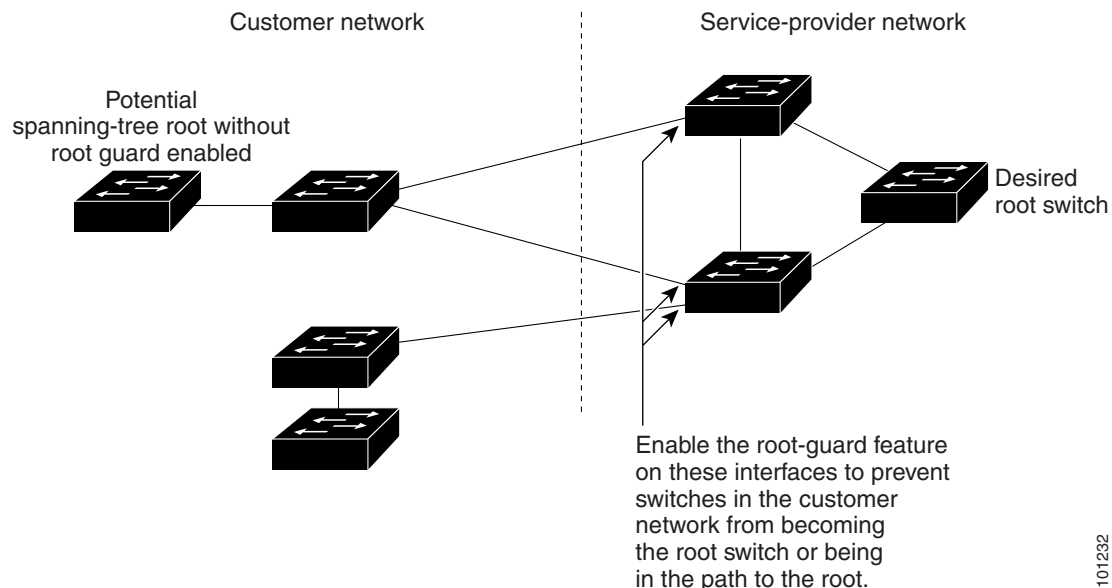 Customer network
Service-provider network
Potential
spanning-tree root without
root guard enabled
Desired
root switch
Enable the root-guard feature
on these interfaces to prevent
switches in the customer
network from becoming
the root switch or being
in the path to the root.
101232